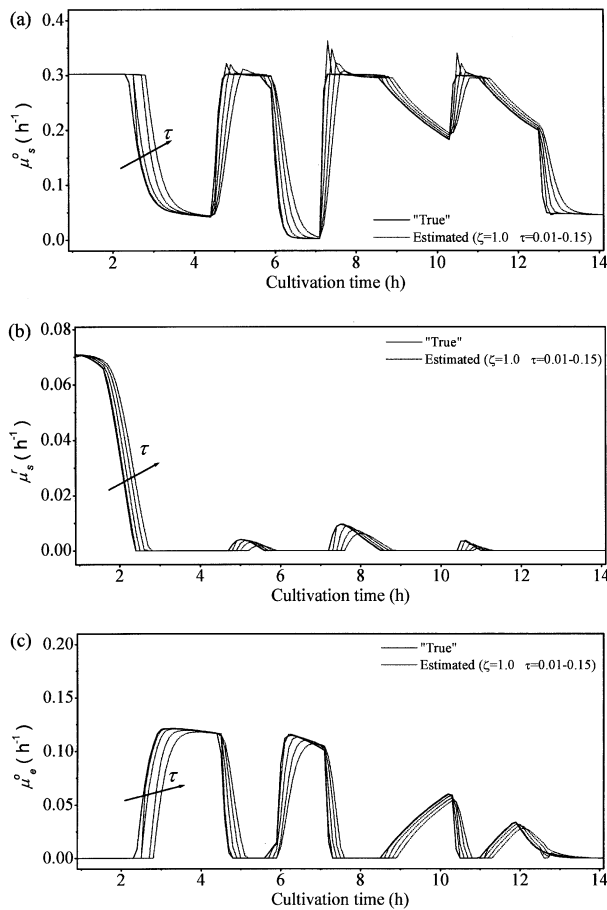 (a)
0.4
0.3
0.2
0.1
0.0
μ°s (h⁻¹)
τ
"True"
Estimated (ζ=1.0 τ=0.01-0.15)
2 4 6 8 10 12 14
Cultivation time (h)
(b)
0.08
0.06
0.04
0.02
0.00
μʳs (h⁻¹)
τ
"True"
Estimated (ζ=1.0 τ=0.01-0.15)
2 4 6 8 10 12 14
Cultivation time (h)
(c)
0.20
0.15
0.10
0.05
0.00
μ°e (h⁻¹)
τ
"True"
Estimated (ζ=1.0 τ=0.01-0.15)
2 4 6 8 10 12 14
Cultivation time (h)